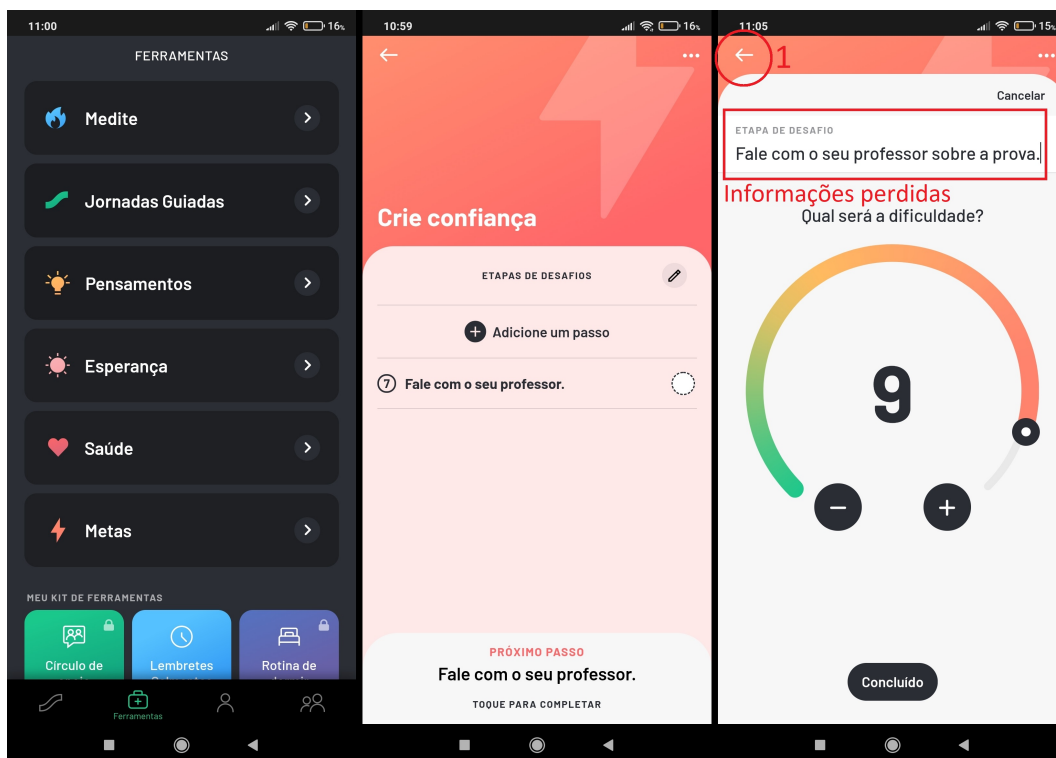 11:00
16%
FERRAMENTAS
Medite
Jornadas Guiadas
Pensamentos
Esperança
Saúde
Metas
MEU KIT DE FERRAMENTAS
Círculo de
Lembretes
Rotina de
Ferramentas
10:59
16%
Crie confiança
ETAPAS DE DESAFIOS
Adicione um passo
7 Fale com o seu professor.
PRÓXIMO PASSO
Fale com o seu professor.
TOQUE PARA COMPLETAR
11:05
15%
1
Cancelar
ETAPA DE DESAFIO
Fale com o seu professor sobre a prova.
Informações perdidas
Qual será a dificuldade?
9
Concluído